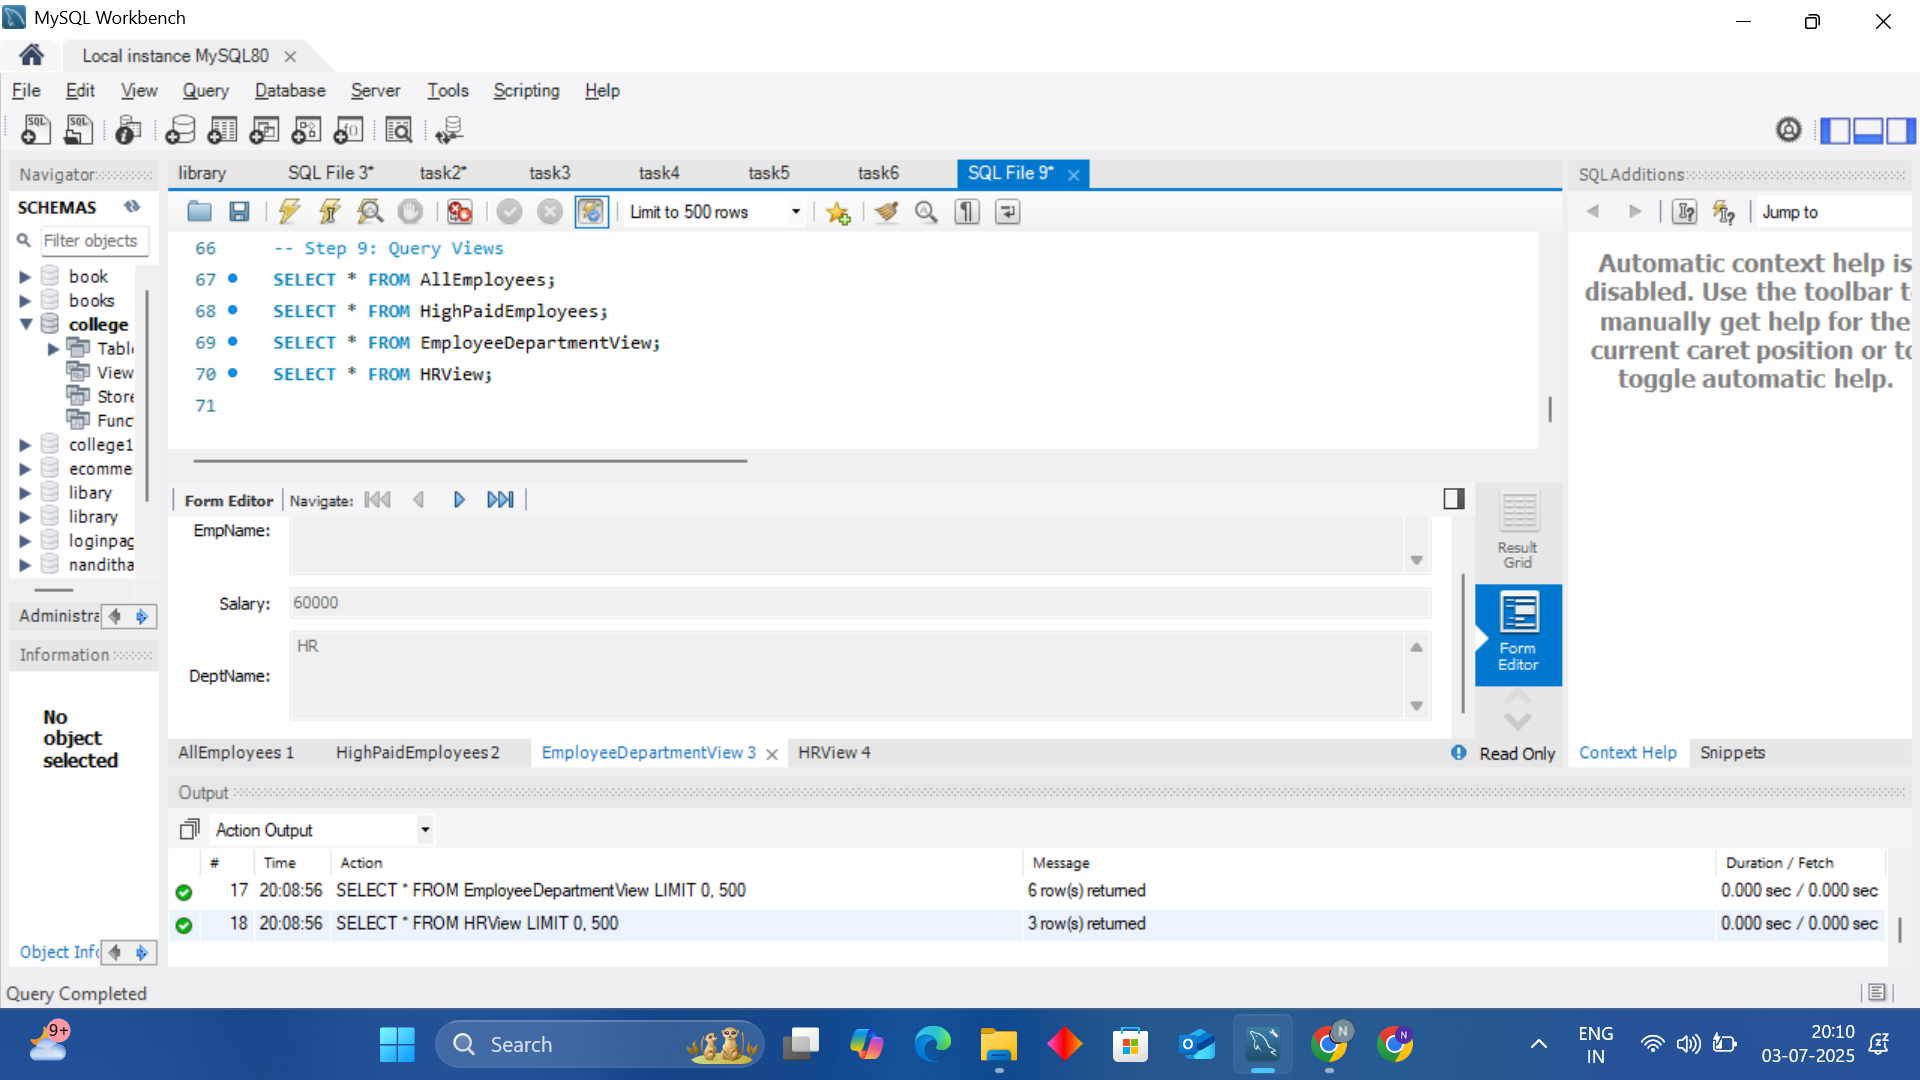 MySQL Workbench
Local instance MySQL80
File Edit View Query Database Server Tools Scripting Help
Navigator
SCHEMAS
Filter objects
book
books
college
Table
View
Store
Func
college1
ecomme
libary
library
loginpag
nanditha
Administra
Information
No
object
selected
Object Info
library SQL File 3* task2* task3 task4 task5 task6 SQL File 9*
Limit to 500 rows
66 -- Step 9: Query Views
67 SELECT * FROM AllEmployees;
68 SELECT * FROM HighPaidEmployees;
69 SELECT * FROM EmployeeDepartmentView;
70 SELECT * FROM HRView;
71
Form Editor Navigate:
EmpName:
Salary: 60000
DeptName: HR
Result
Grid
Form
Editor
AllEmployees 1 HighPaidEmployees 2 EmployeeDepartmentView 3 HRView 4
Read Only
SQLAdditions
Jump to
Automatic context help is
disabled. Use the toolbar t
manually get help for the
current caret position or to
toggle automatic help.
Context Help Snippets
Output
Action Output
# Time Action Message Duration / Fetch
17 20:08:56 SELECT * FROM EmployeeDepartmentView LIMIT 0, 500 6 row(s) returned 0.000 sec / 0.000 sec
18 20:08:56 SELECT * FROM HRView LIMIT 0, 500 3 row(s) returned 0.000 sec / 0.000 sec
Query Completed
9+
Search
N
N
ENG
IN
20:10
03-07-2025